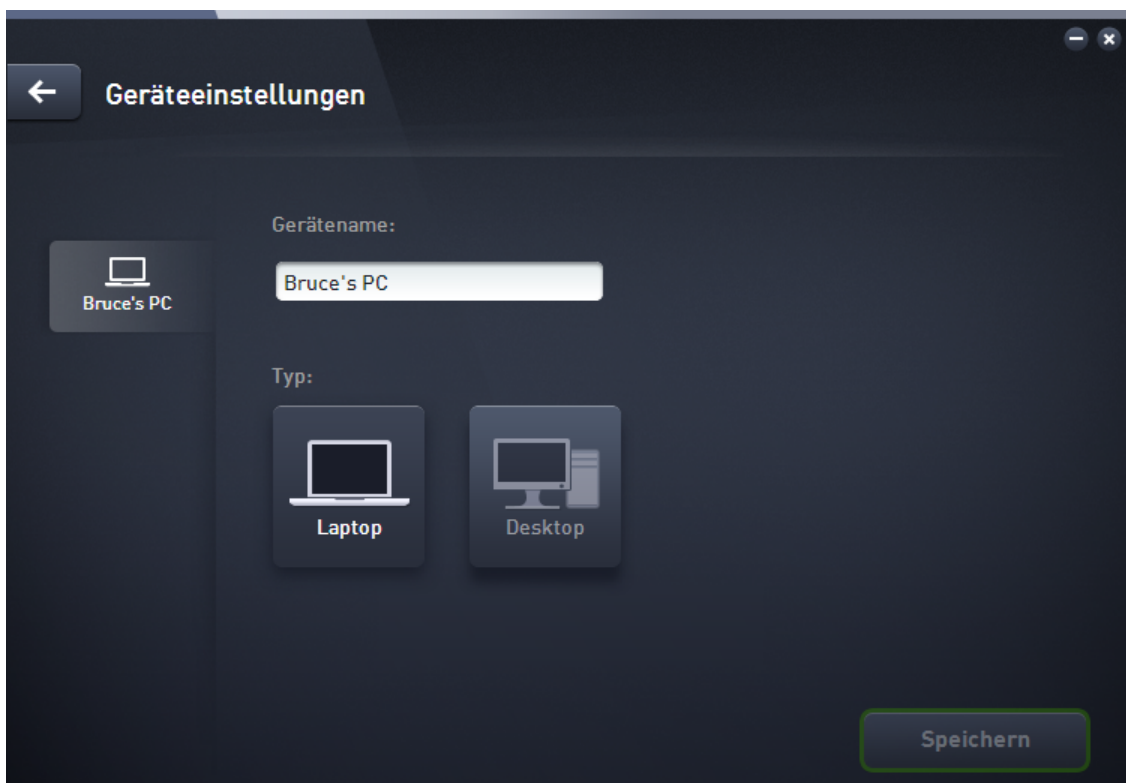 Geräteeinstellungen
Gerätename:
Bruce's PC
Bruce's PC
Typ:
Laptop
Desktop
Speichern